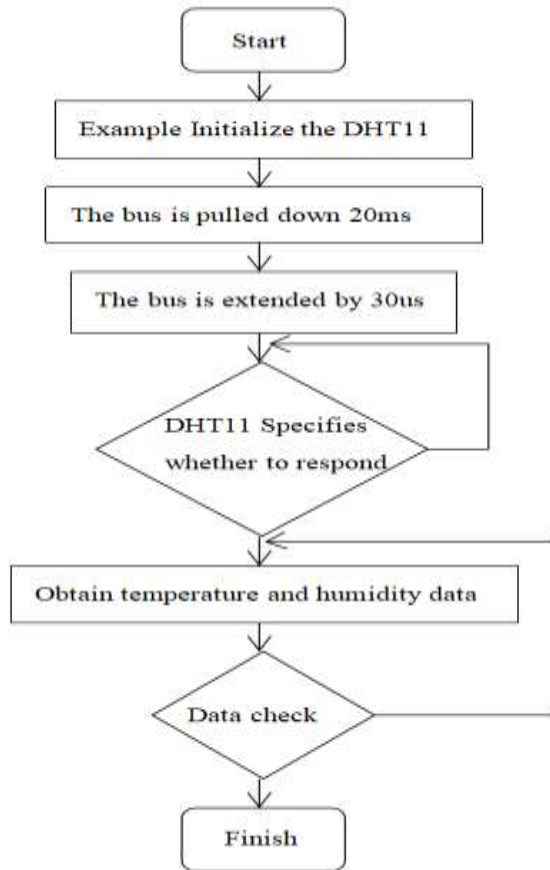 Start
Example Initialize the DHT11
The bus is pulled down 20ms
The bus is extended by 30us
DHT11 Specifies
whether to respond
Obtain temperature and humidity data
Data check
Finish